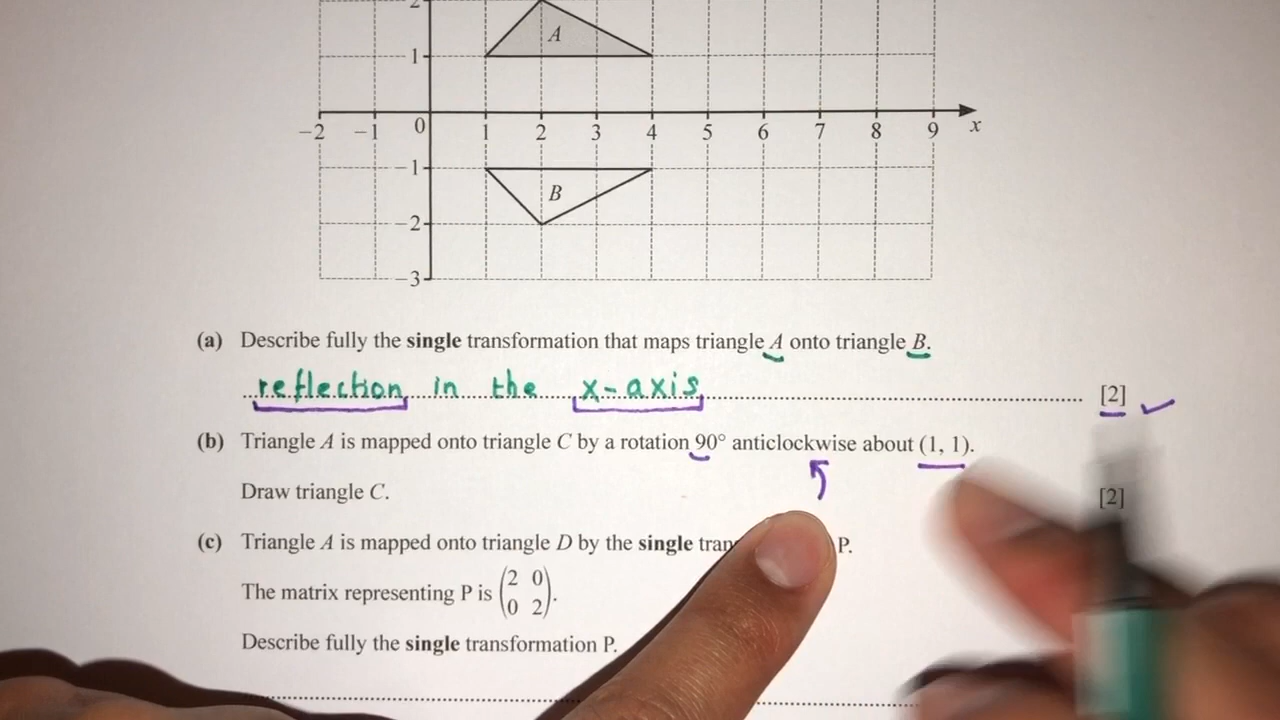 2
A
1
-2 -1 0 1 2 3 4 5 6 7 8 9 x
-1
B
-2
-3
(a) Describe fully the single transformation that maps triangle A onto triangle B.
reflection in the x-axis [2]
(b) Triangle A is mapped onto triangle C by a rotation 90° anticlockwise about (1, 1).
Draw triangle C. [2]
(c) Triangle A is mapped onto triangle D by the single P.
The matrix representing P is (2 0
0 2).
Describe fully the single transformation P.